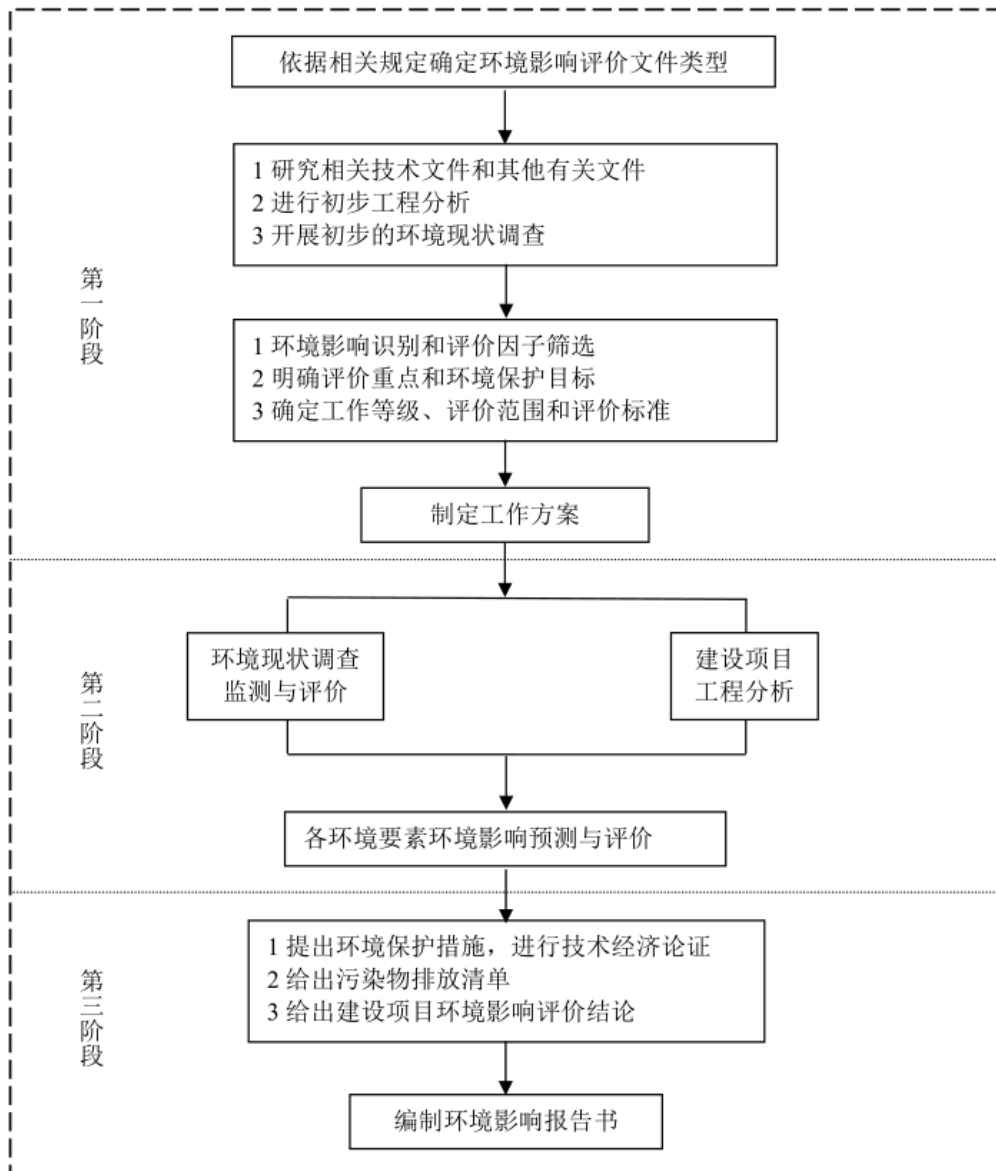 依据相关规定确定环境影响评价文件类型
1 研究相关技术文件和其他有关文件
2 进行初步工程分析
3 开展初步的环境现状调查
第一阶段
1 环境影响识别和评价因子筛选
2 明确评价重点和环境保护目标
3 确定工作等级、评价范围和评价标准
制定工作方案
第二阶段
环境现状调查
监测与评价
建设项目
工程分析
各环境要素环境影响预测与评价
第三阶段
1 提出环境保护措施，进行技术经济论证
2 给出污染物排放清单
3 给出建设项目环境影响评价结论
编制环境影响报告书